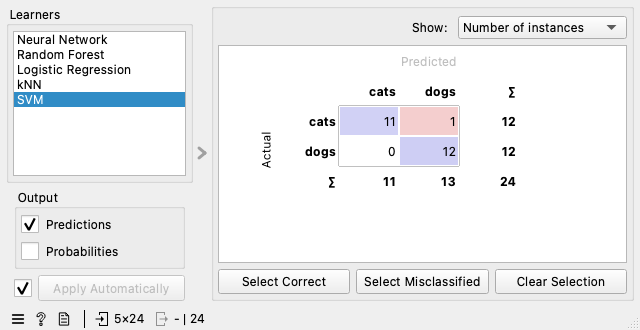 Learners
Neural Network
Random Forest
Logistic Regression
kNN
SVM
Output
Predictions
Probabilities
Apply Automatically
5×24
- | 24
Show: Number of instances
Predicted
cats dogs ∑
Actual
cats 11 1 12
dogs 0 12 12
∑ 11 13 24
Select Correct Select Misclassified Clear Selection